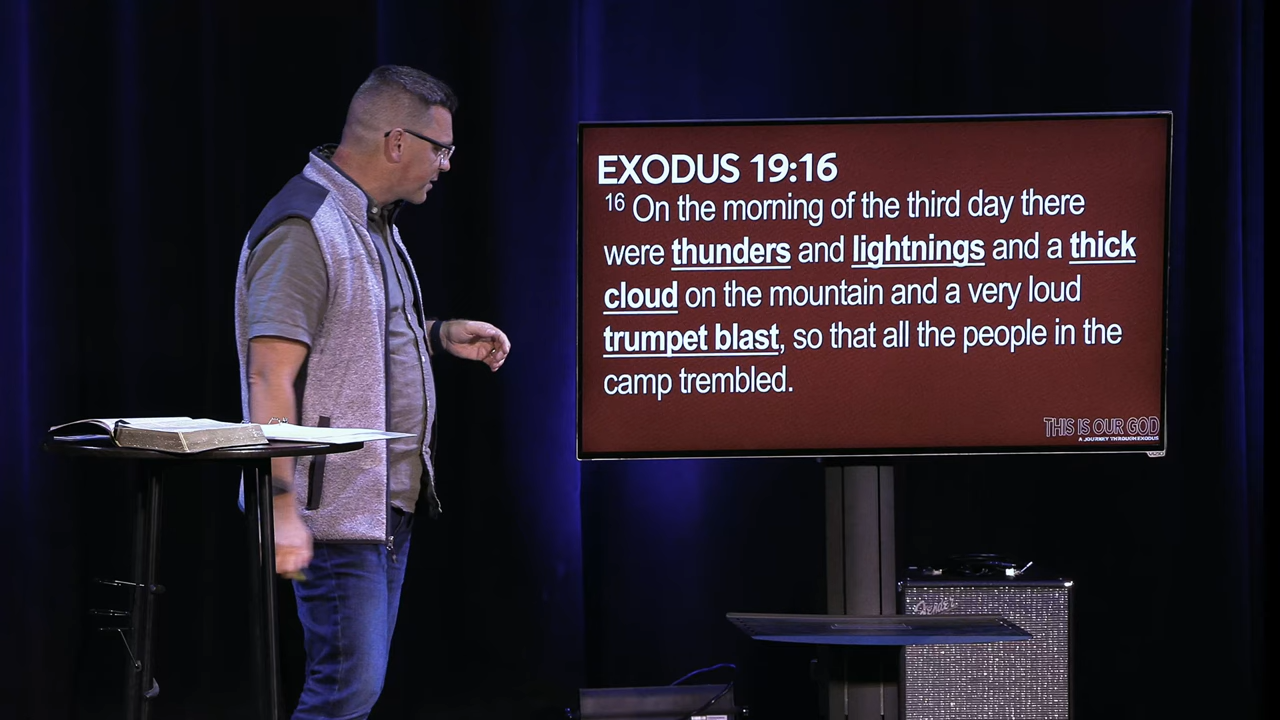 EXODUS 19:16
16 On the morning of the third day there
were thunders and lightnings and a thick
cloud on the mountain and a very loud
trumpet blast, so that all the people in the
camp trembled.
THIS IS OUR GOD
A JOURNEY THROUGH EXODUS
VIZIO
Fender